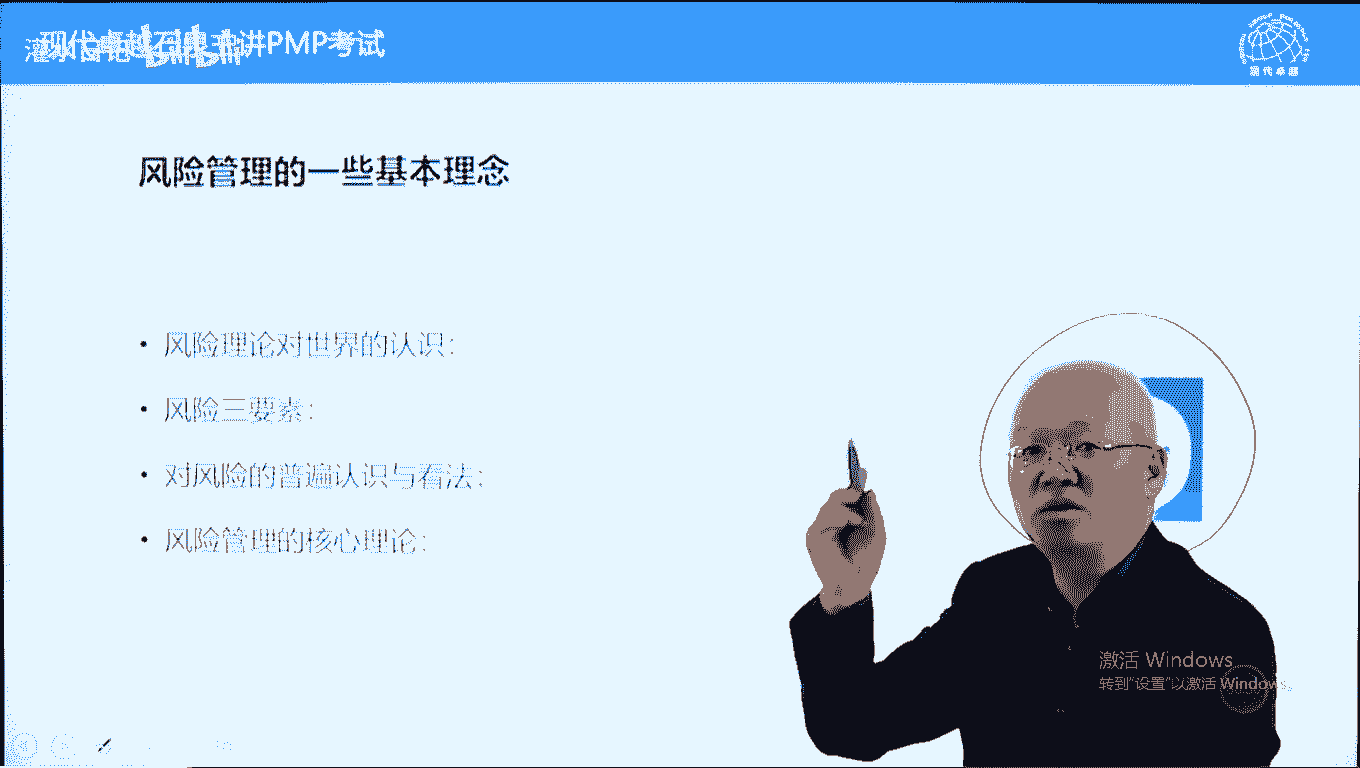 现代卓越石泉主讲PMP考试
bilibili
现代卓越
风险管理的一些基本理念
• 风险理论对世界的认识：
• 风险三要素：
• 对风险的普遍认识与看法：
• 风险管理的核心理论：
激活 Windows
转到"设置"以激活 Windows。